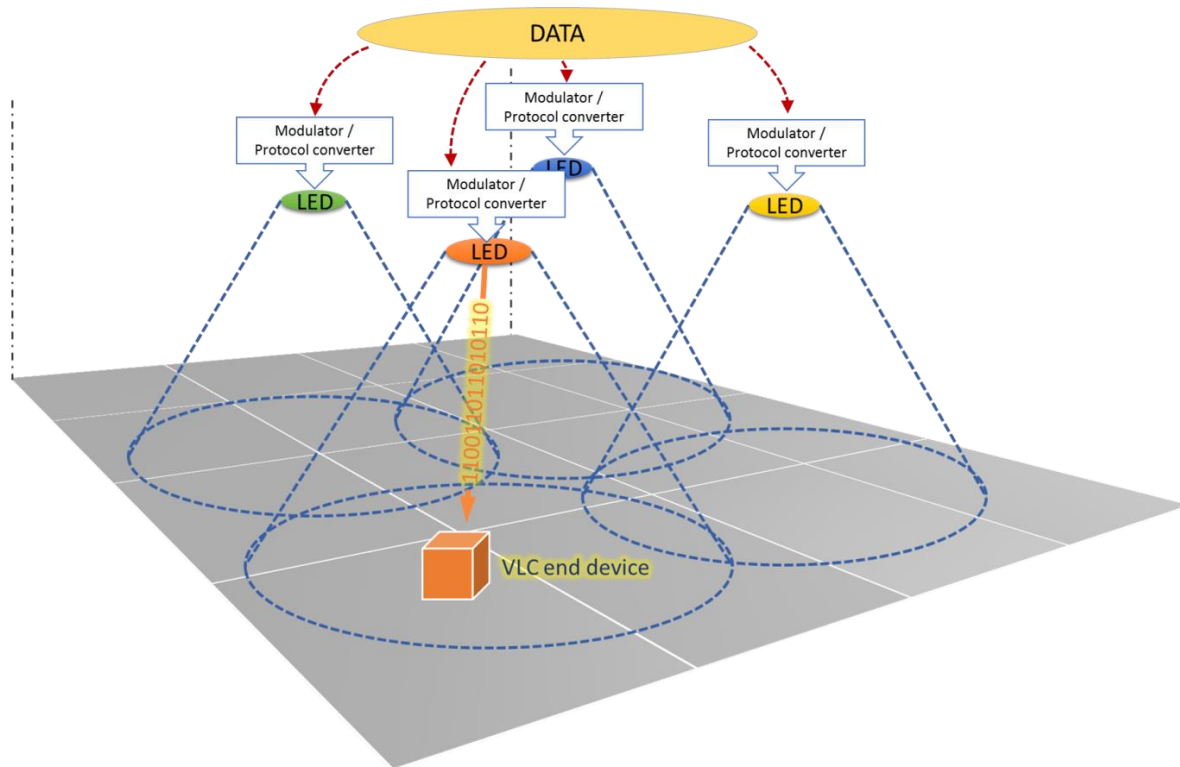 DATA
Modulator /
Protocol converter
LED
Modulator /
Protocol converter
LED
Modulator /
Protocol converter
LED
Modulator /
Protocol converter
LED
11001101101010110
VLC end device